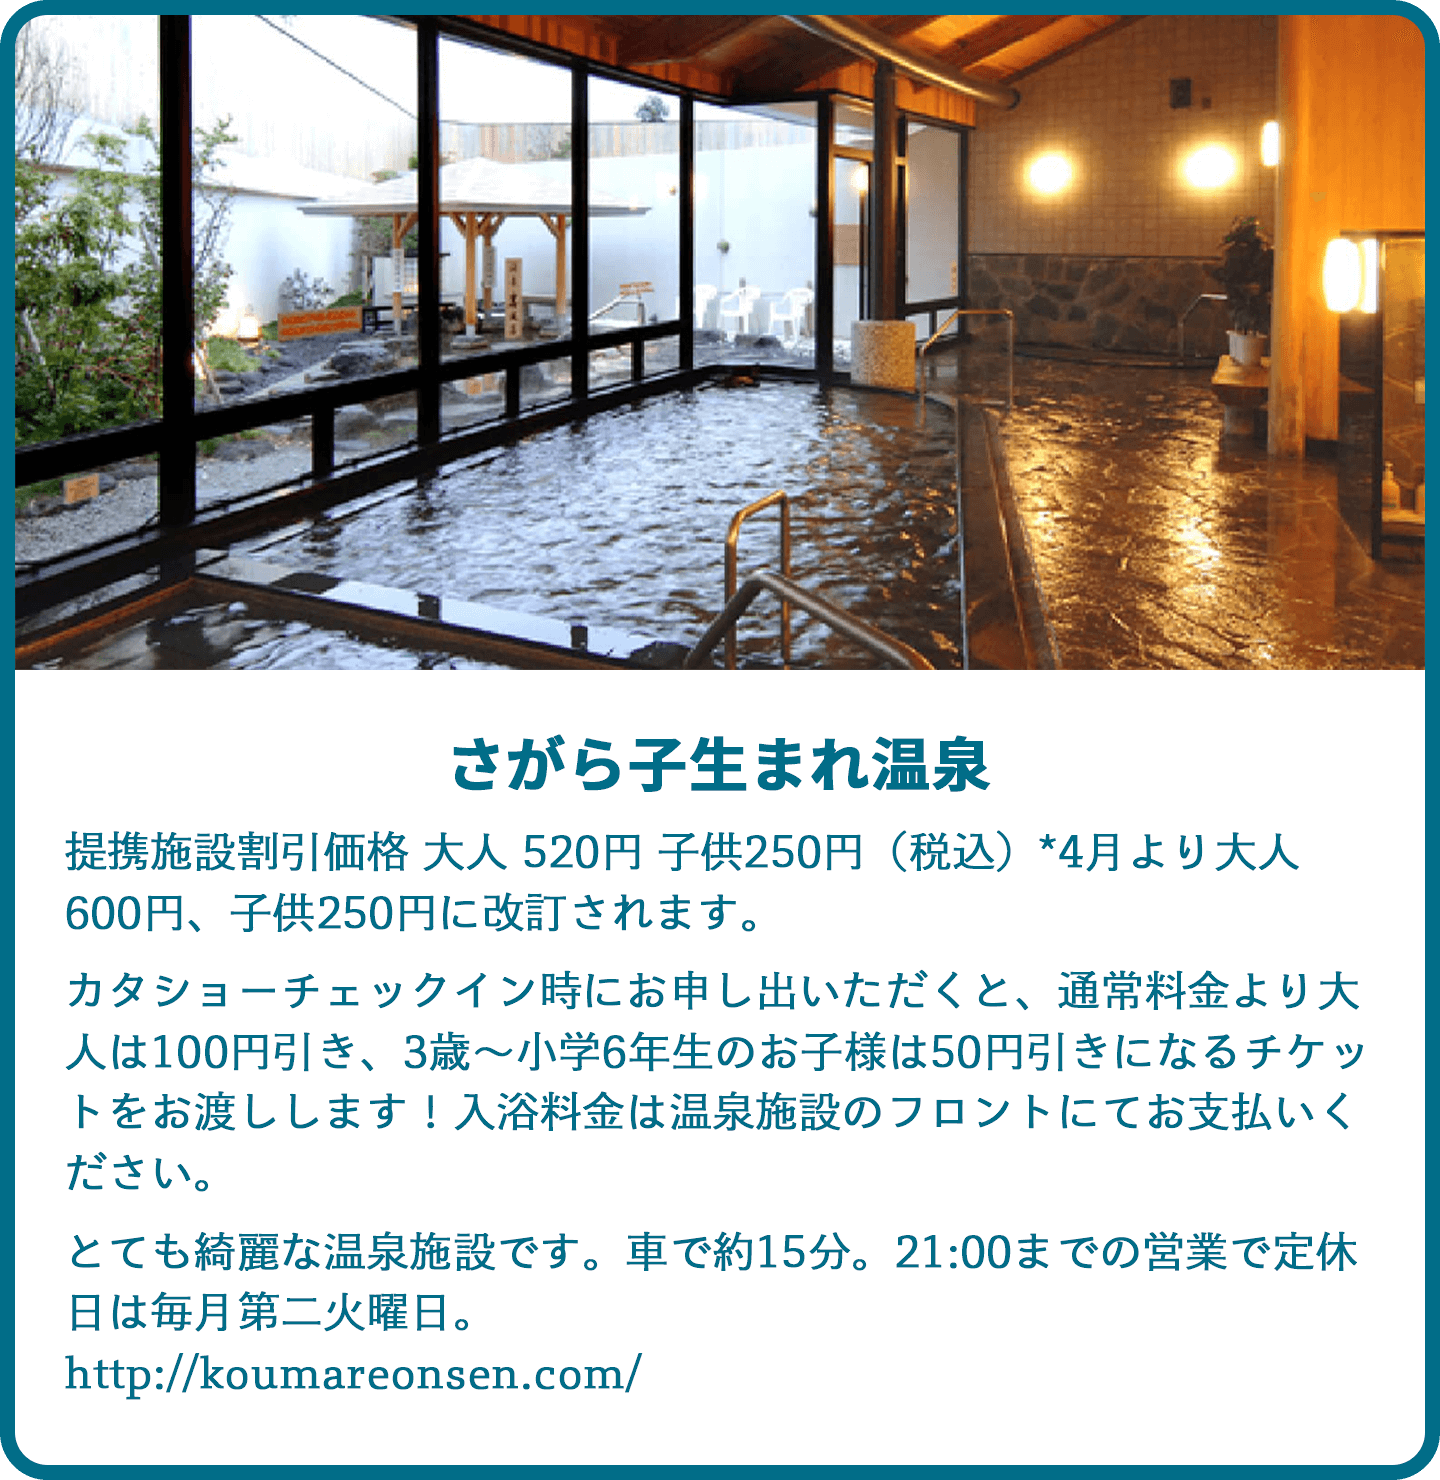 さがら子生まれ温泉
提携施設割引価格 大人 520円 子供250円（税込）*4月より大人
600円、子供250円に改訂されます。
カタショーチェックイン時にお申し出いただくと、通常料金より大
人は100円引き、3歳〜小学6年生のお子様は50円引きになるチケッ
トをお渡しします！入浴料金は温泉施設のフロントにてお支払いく
ださい。
とても綺麗な温泉施設です。車で約15分。21:00までの営業で定休
日は毎月第二火曜日。
http://koumareonsen.com/